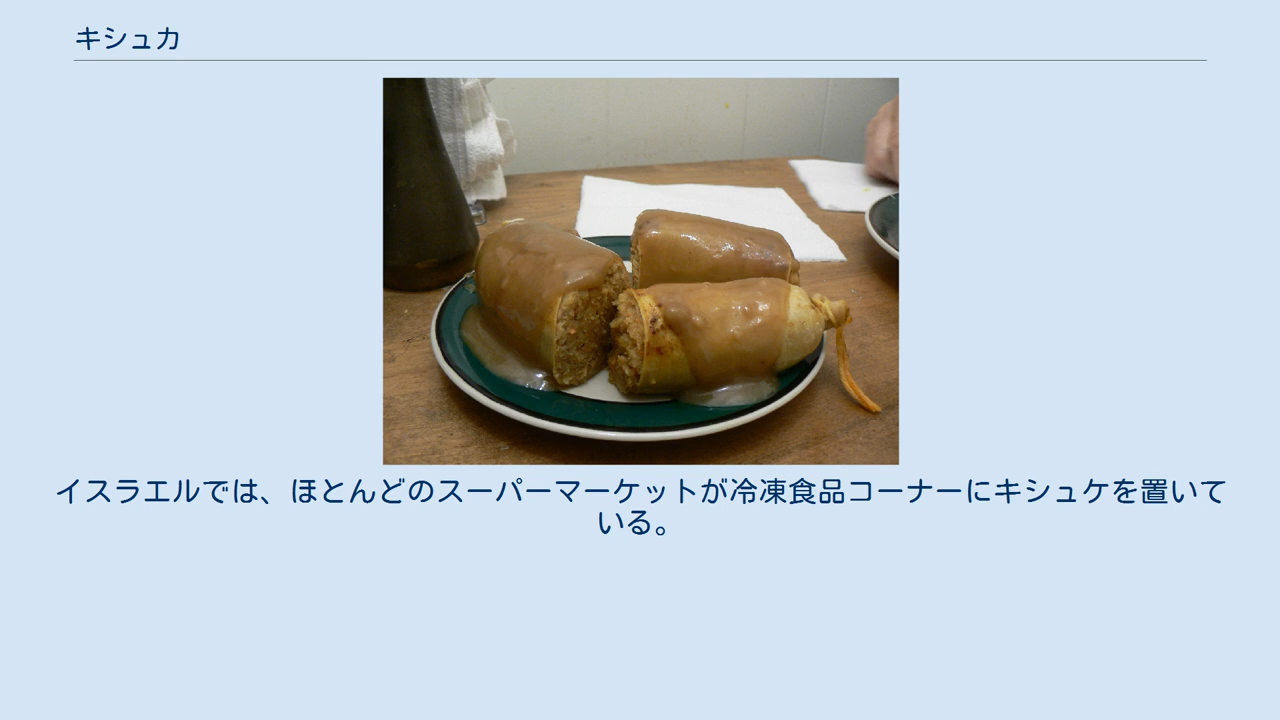 キシュカ
イスラエルでは、ほとんどのスーパーマーケットが冷凍食品コーナーにキシュケを置いて
いる。